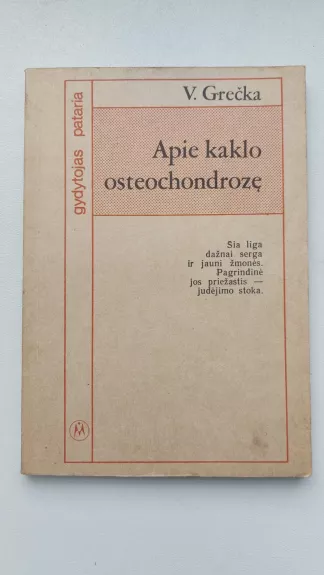 V. Grečka
gydytojas pataria
Apie kaklo
osteochondrozę
Šia liga
dažnai serga
ir jauni žmonės.
Pagrindinė
jos priežastis —
judėjimo stoka.
M